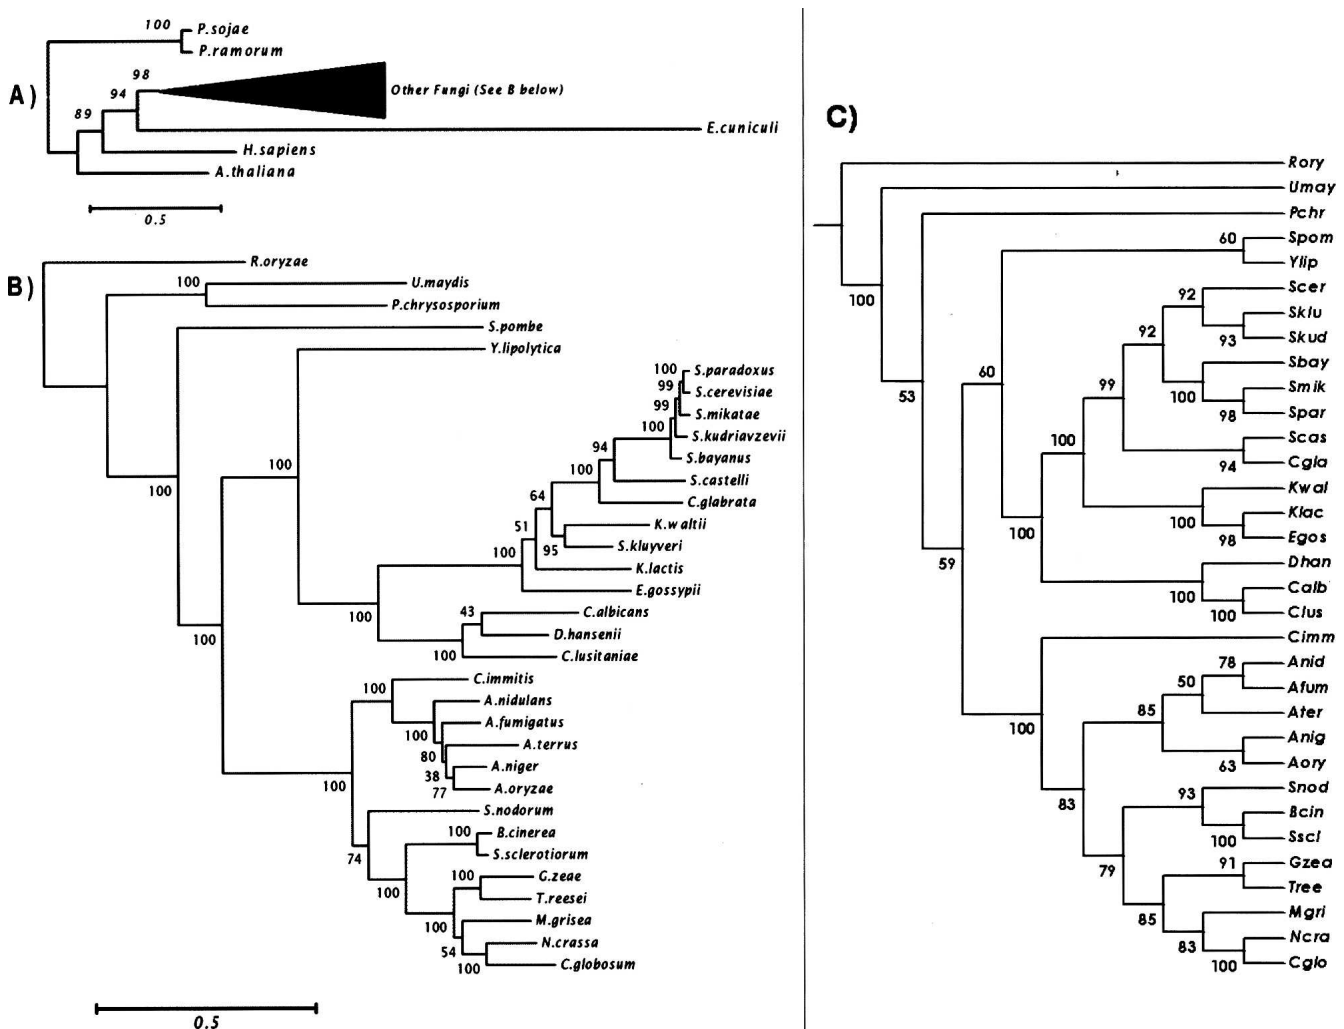 A)
100
P.sojae
P.ramorum
98
94
89
Other Fungi (See B below)
E.cuniculi
H.sapiens
A.thaliana
0.5
B)
R.oryzae
100
U.maydis
P.chrysosporium
S.pombe
Y.lipolytica
100
S.paradoxus
99
S.cerevisiae
99
S.mikatae
100
S.kudriavzevii
94
S.bayanus
100
100
S.castelli
100
64
C.glabrata
51
K.waltii
100
95
S.kluyveri
K.lactis
E.gossypii
100
43
C.albicans
100
D.hansenii
100
C.lusitaniae
100
C.immitis
A.nidulans
100
A.fumigatus
80
A.terrus
38
A.niger
100
77
A.oryzae
S.nodorum
100
B.cinerea
74
S.sclerotiorum
100
100
G.zeae
T.reesei
100
M.grisea
54
N.crassa
100
C.globosum
0.5
C)
Rory
Umay
Pchr
60
Spom
Ylip
100
92
Scer
Sklu
92
93
Skud
Sbay
60
99
100
Smik
53
98
Spar
100
Scas
94
Cgla
Kwal
100
Klac
100
98
Egos
59
Dhan
100
Calb
100
Clus
Cimm
78
Anid
50
Afum
85
Ater
100
Anig
63
Aory
93
Snod
83
Bcin
100
Sscl
79
91
Gzea
Tree
85
Mgri
83
Ncra
100
Cglo